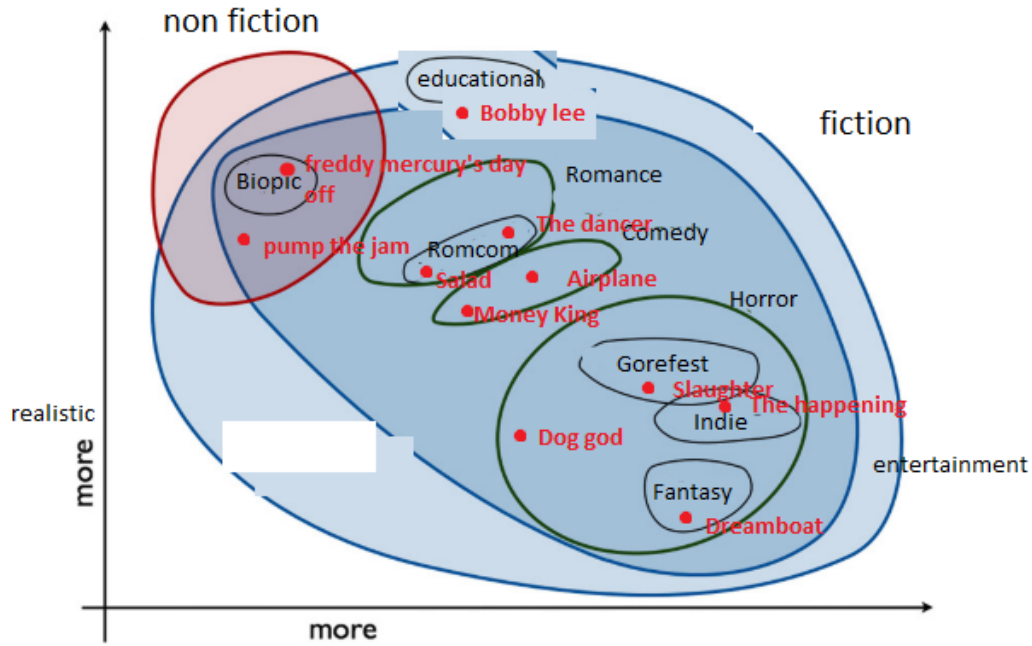 non fiction
educational
Bobby lee
fiction
freddy mercury's day
off
Biopic
Romance
The dancer
Comedy
pump the jam
Romcom
Salad
Airplane
Horror
Money King
Gorefest
Slaughter
The happening
Indie
realistic
more
Dog god
entertainment
Fantasy
Dreamboat
more